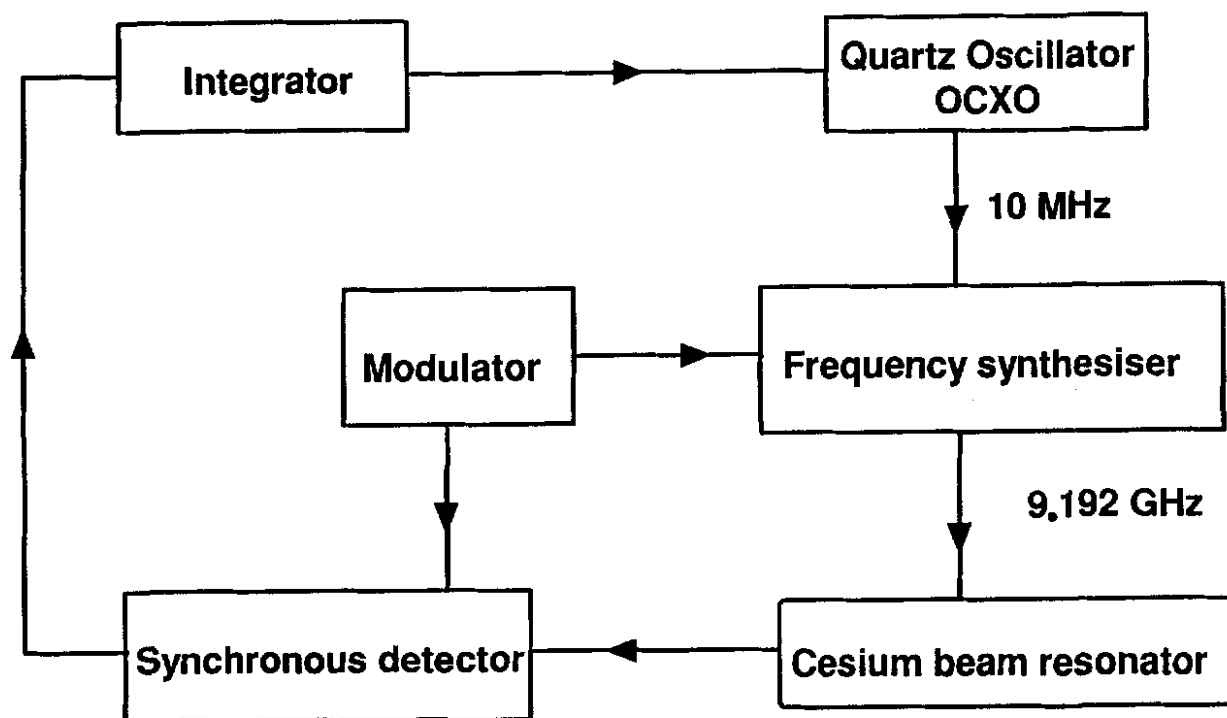 Integrator
Quartz Oscillator
OCXO
10 MHz
Modulator
Frequency synthesiser
9.192 GHz
Synchronous detector
Cesium beam resonator